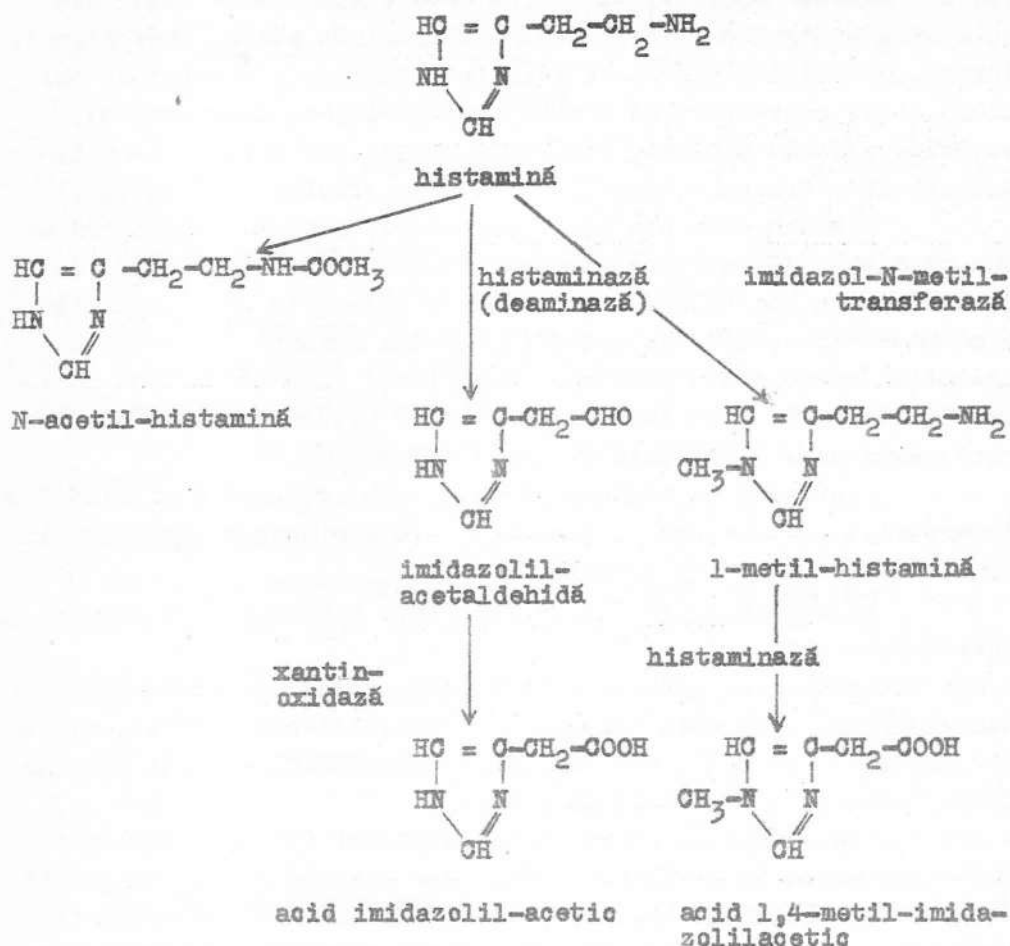 HC = C -CH₂-CH₂-NH₂
NH N
CH
histamină
HC = C -CH₂-CH₂-NH-COCH₃
HN N
CH
N-acetil-histamină
histaminază
(deaminază)
imidazol-N-metil-
transferază
HC = C-CH₂-CHO
HN N
CH
imidazolil-
acetaldehidă
HC = C-CH₂-CH₂-NH₂
CH₃-N N
CH
1-metil-histamină
xantin-
oxidază
histaminază
HC = C-CH₂-COOH
HN N
CH
acid imidazolil-acetic
HC = C-CH₂-COOH
CH₃-N N
CH
acid 1,4-metil-imida-
zolilacetic